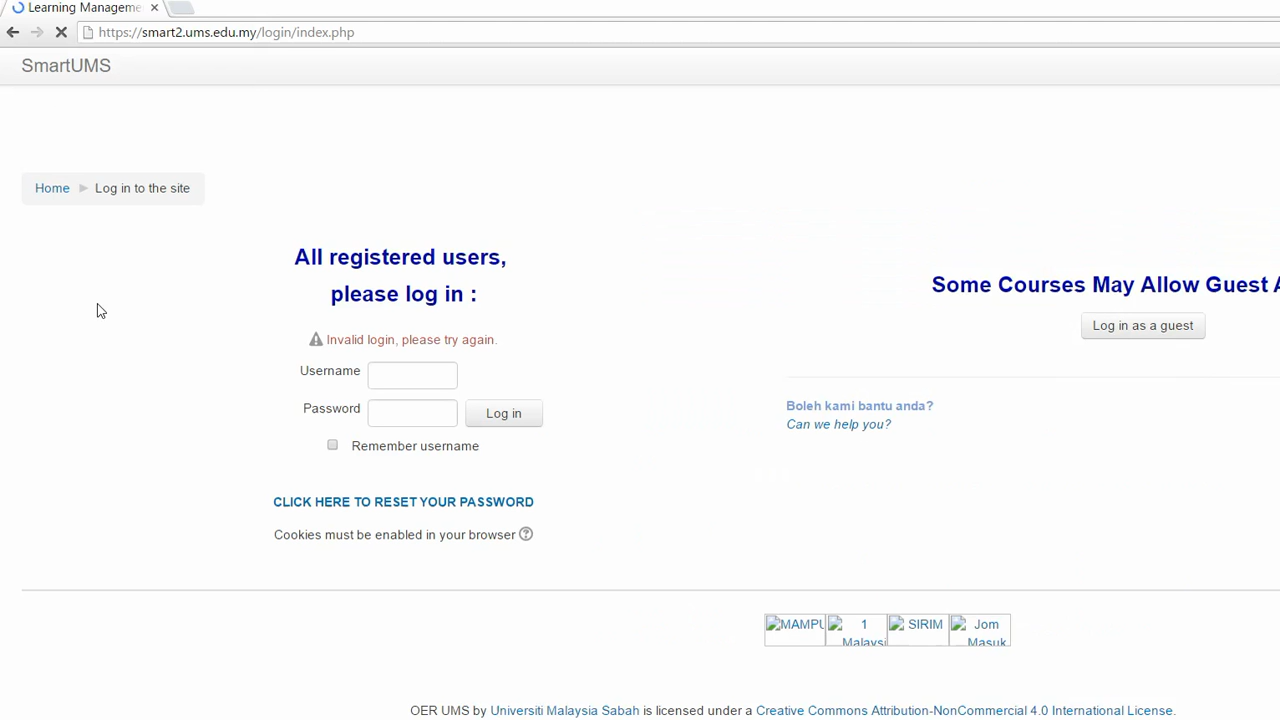 Learning Manageme
https://smart2.ums.edu.my/login/index.php
SmartUMS
Home Log in to the site
All registered users,
please log in :
Invalid login, please try again.
Username
Password Log in
Remember username
CLICK HERE TO RESET YOUR PASSWORD
Cookies must be enabled in your browser
Some Courses May Allow Guest A
Log in as a guest
Boleh kami bantu anda?
Can we help you?
MAMPU 1 SIRIM Jom
Malaysi Masuk
OER UMS by Universiti Malaysia Sabah is licensed under a Creative Commons Attribution-NonCommercial 4.0 International License.